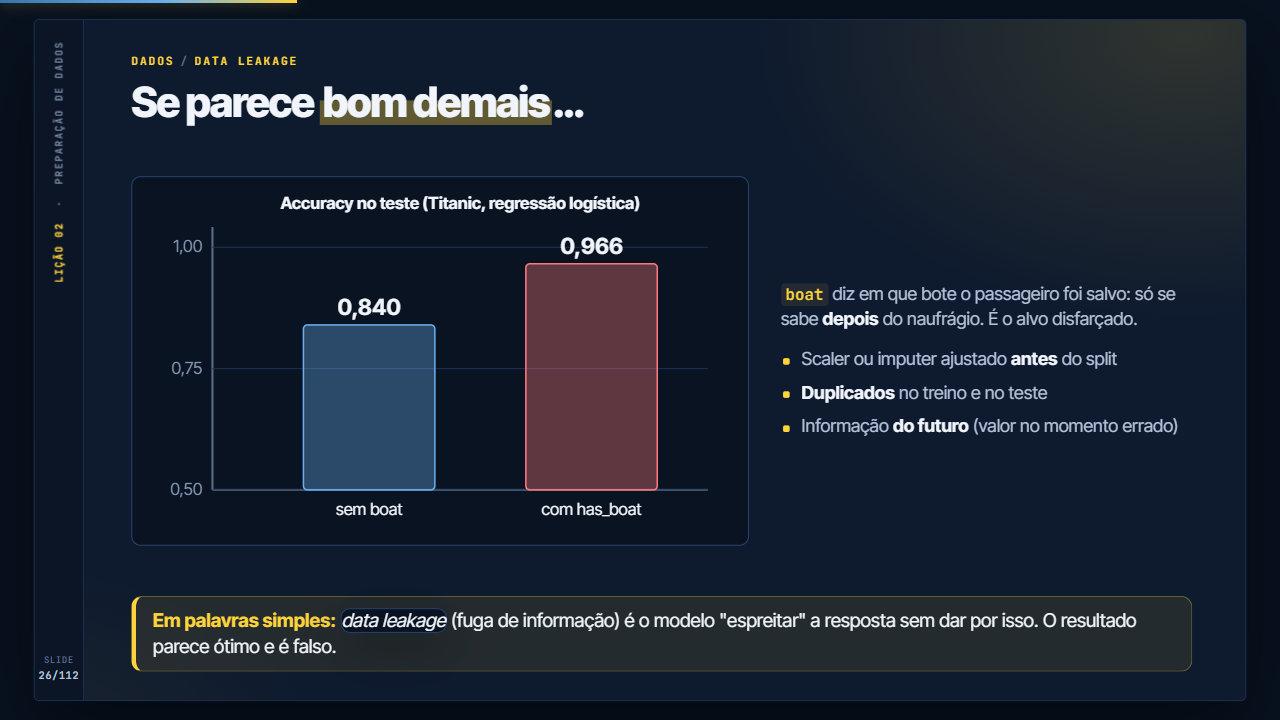 LIÇÃO 02 · PREPARAÇÃO DE DADOS
DADOS / DATA LEAKAGE
Se parece bom demais...
Accuracy no teste (Titanic, regressão logística)
1,00
0,75
0,50
0,840
0,966
sem boat
com has_boat
boat diz em que bote o passageiro foi salvo: só se
sabe depois do naufrágio. É o alvo disfarçado.
Scaler ou imputer ajustado antes do split
Duplicados no treino e no teste
Informação do futuro (valor no momento errado)
Em palavras simples: data leakage (fuga de informação) é o modelo "espreitar" a resposta sem dar por isso. O resultado
parece ótimo e é falso.
SLIDE
26/112